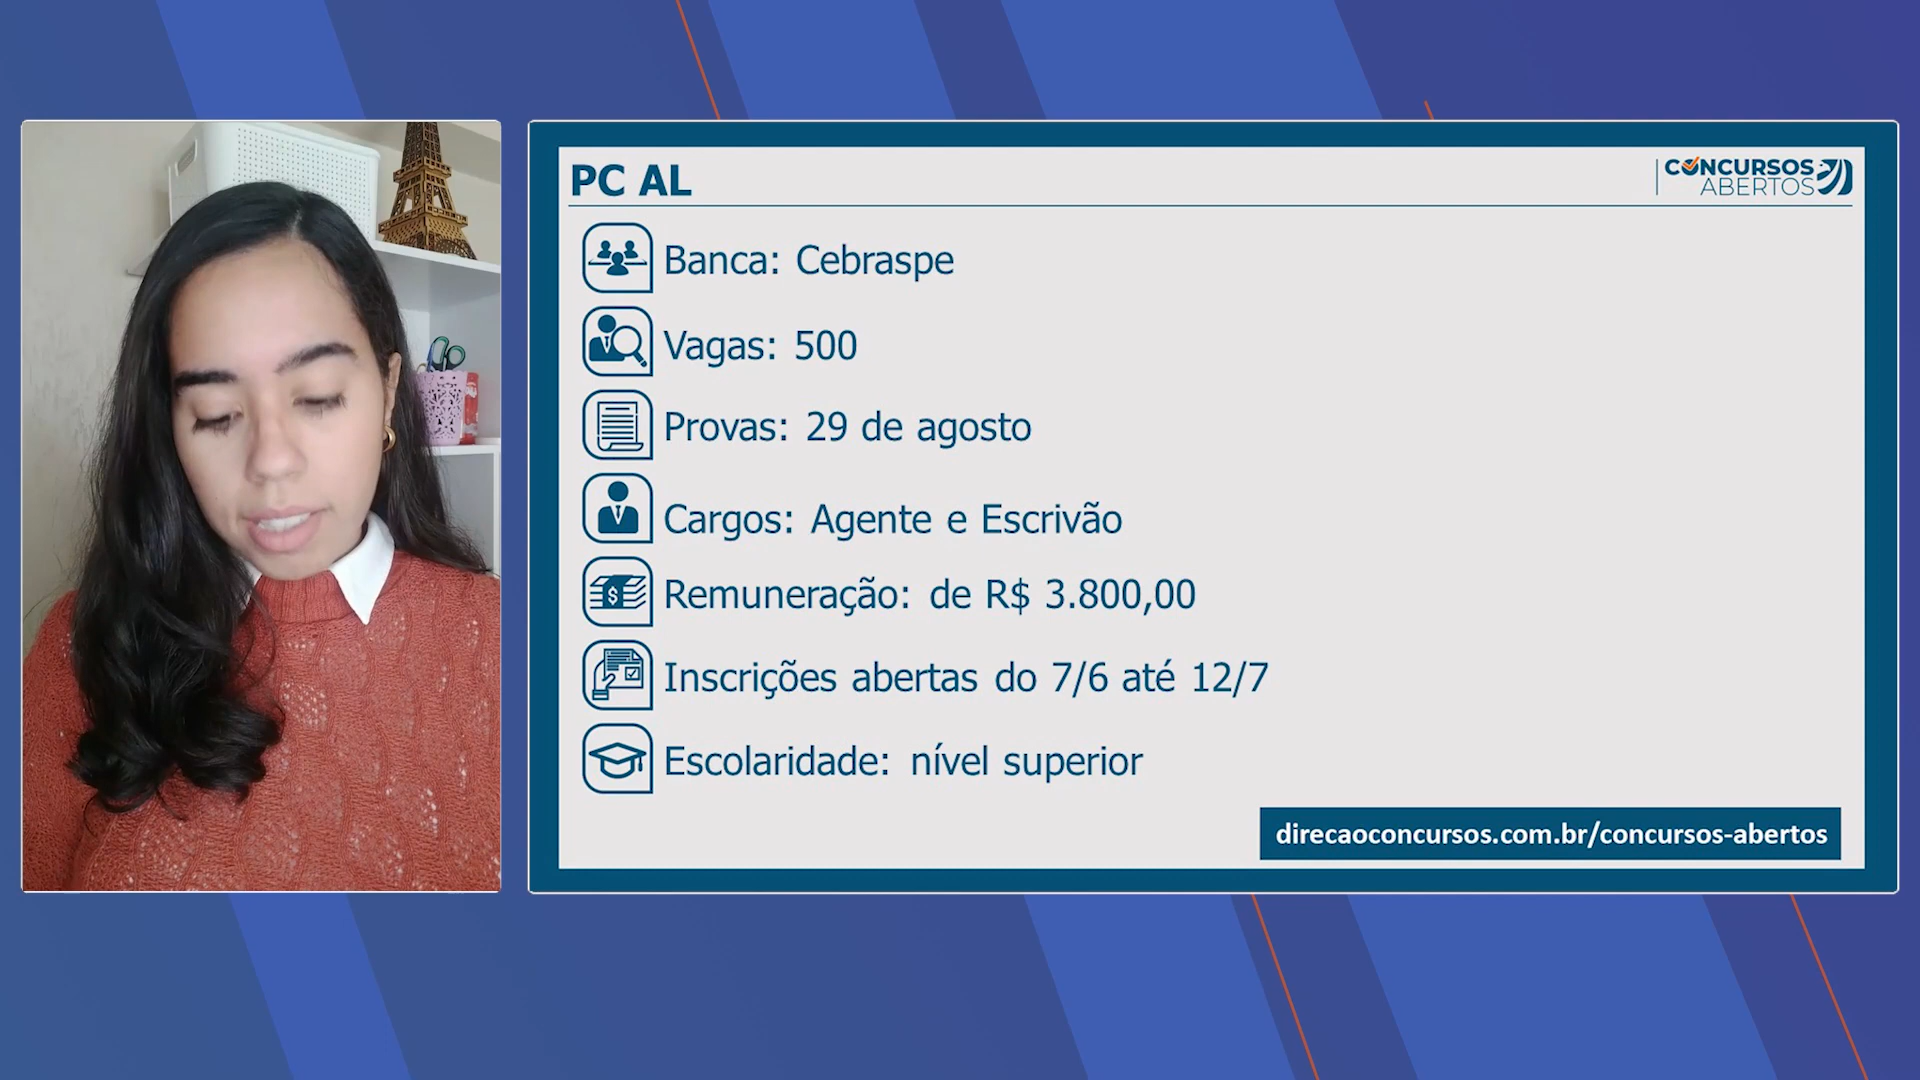 PC AL
CONCURSOS
ABERTOS
Banca: Cebraspe
Vagas: 500
Provas: 29 de agosto
Cargos: Agente e Escrivão
Remuneração: de R$ 3.800,00
Inscrições abertas do 7/6 até 12/7
Escolaridade: nível superior
direcaoconcursos.com.br/concursos-abertos